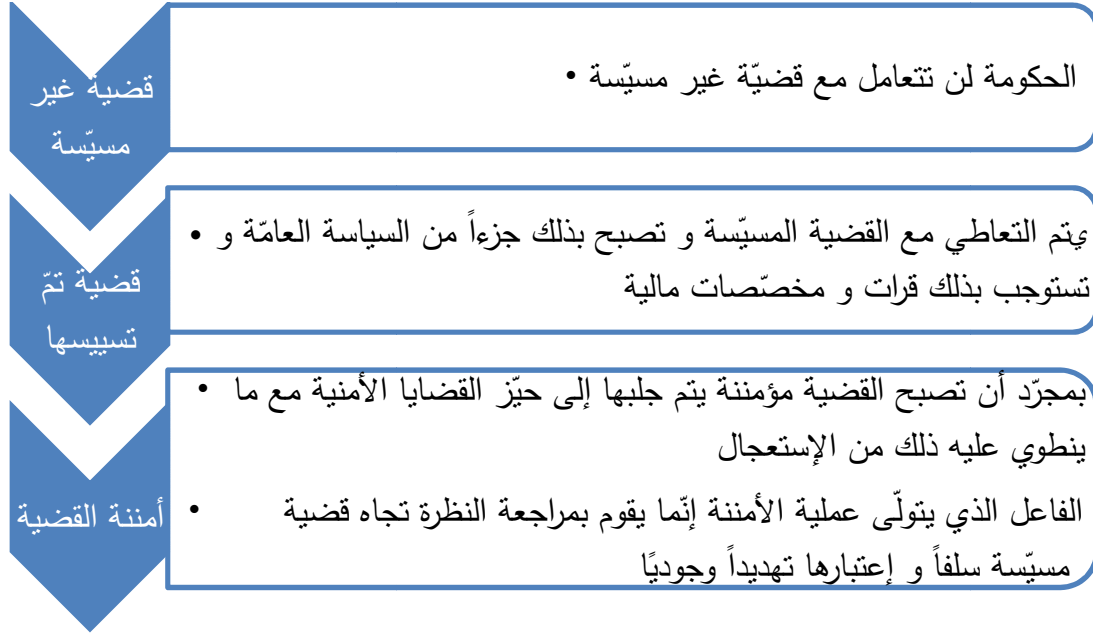 قضية غير
مسيّسة
الحكومة لن تتعامل مع قضيّة غير مسيّسة •
قضية تمّ
تسييسها
يتم التعاطي مع القضية المسيّسة و تصبح بذلك جزءاً من السياسة العامّة و •
تستوجب بذلك قرات و مخصّصات مالية
أمننة القضية
• بمجرّد أن تصبح القضية مؤمننة يتم جلبها إلى حيّز القضايا الأمنية مع ما
ينطوي عليه ذلك من الإستعجال
• الفاعل الذي يتولّى عملية الأمننة إنّما يقوم بمراجعة النظرة تجاه قضية
مسيّسة سلفاً و إعتبارها تهديداً وجوديًا